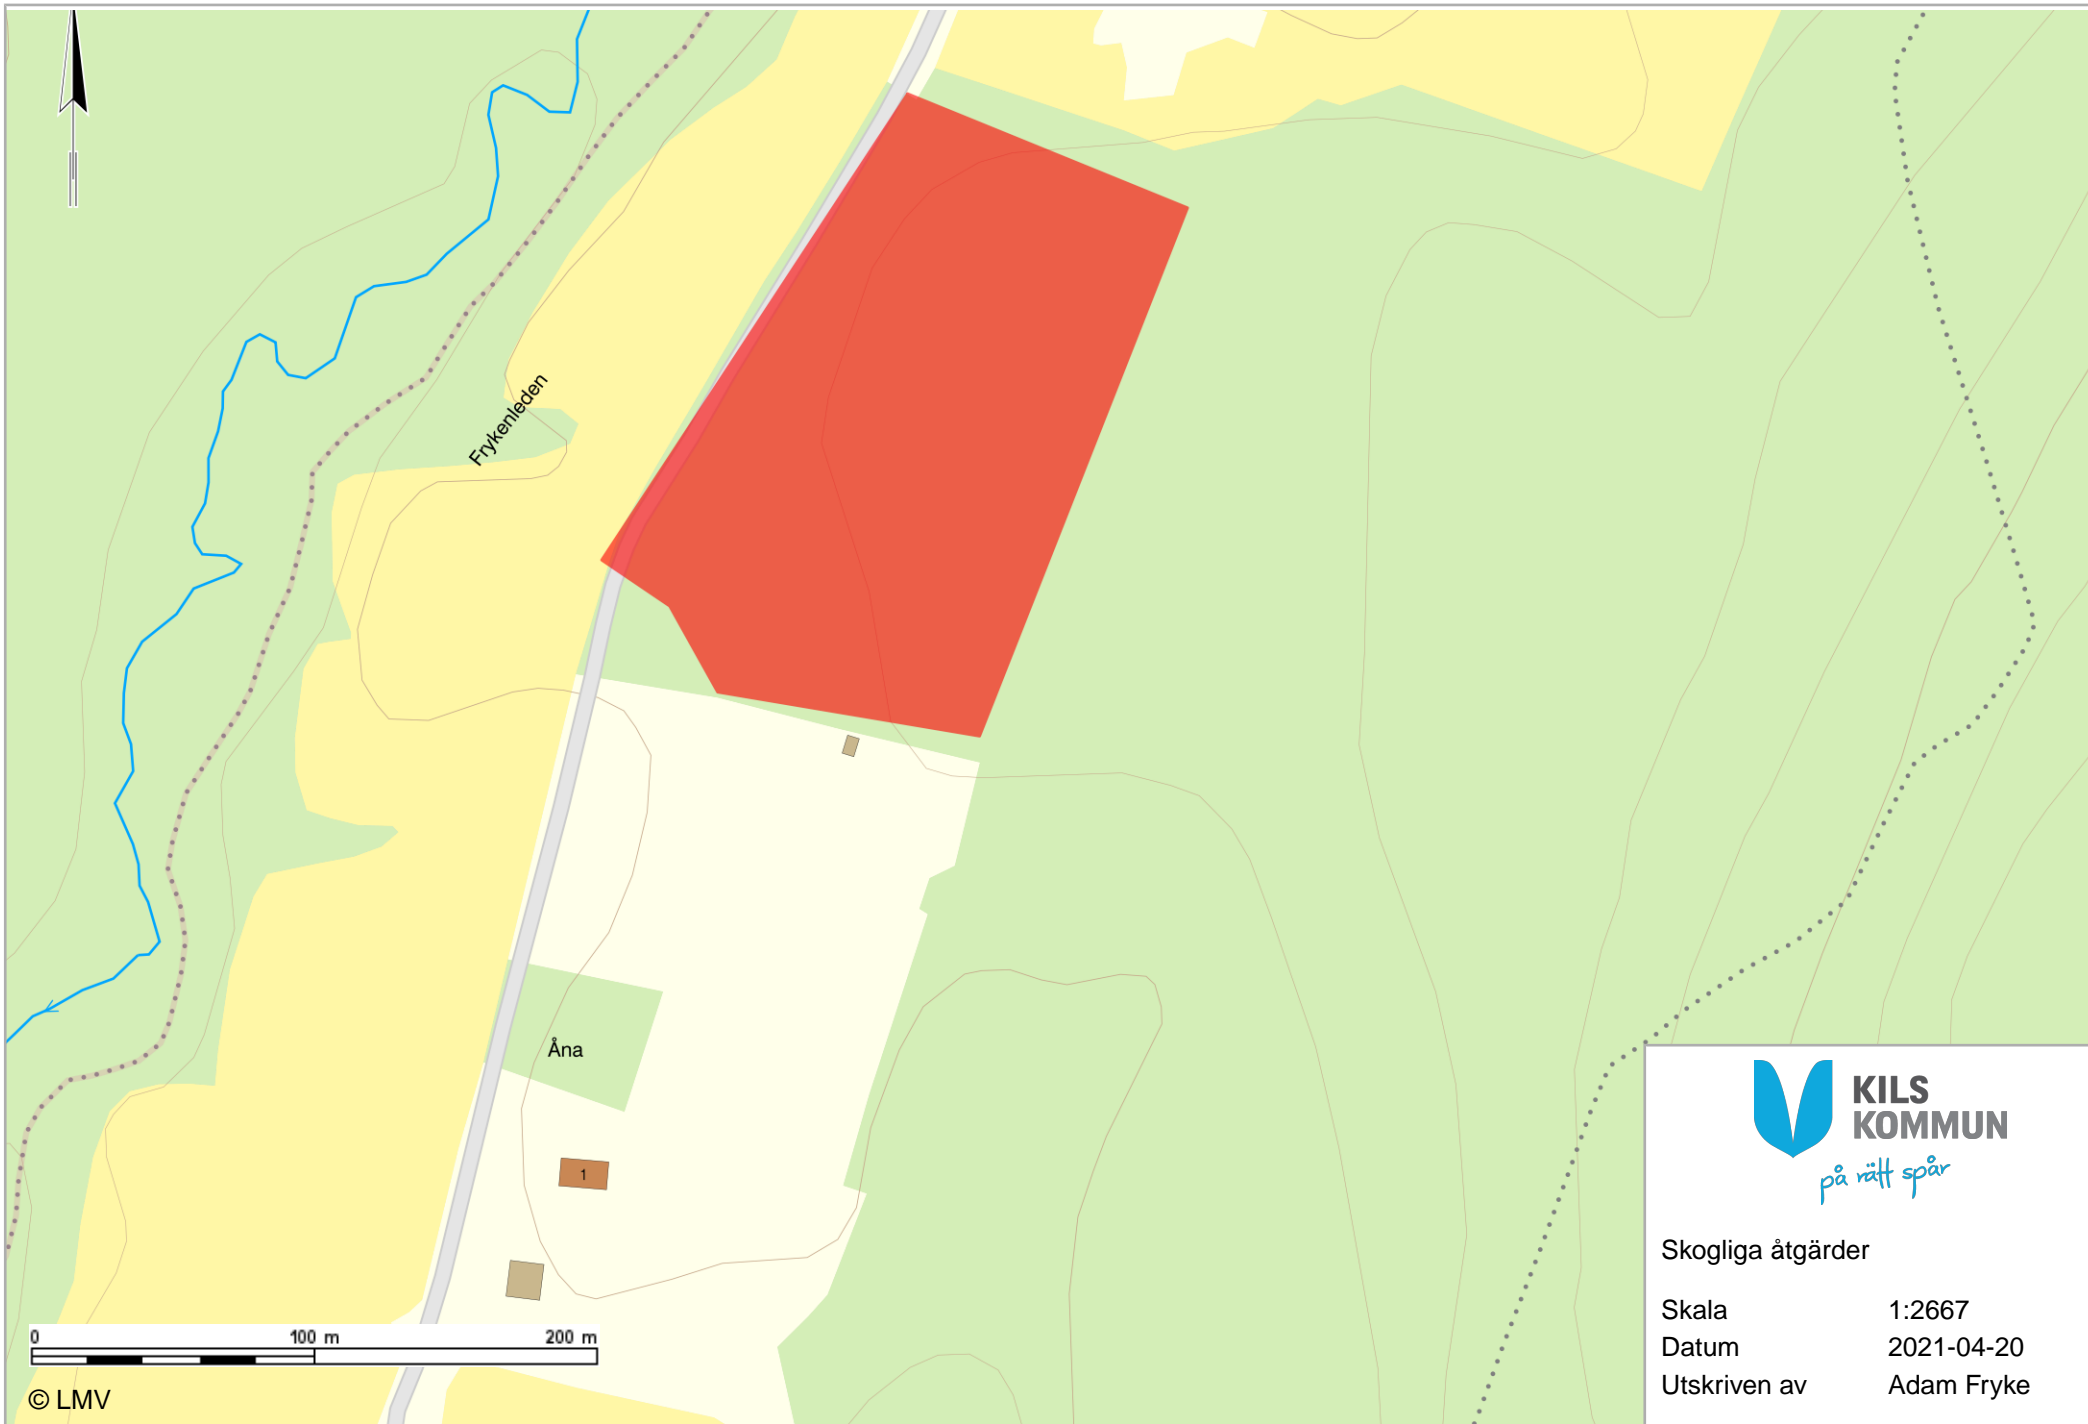 Frykenleden
Åna
1
0 100 m 200 m
© LMV
KILS
KOMMUN
på rätt spår
Skogliga åtgärder
Skala 1:2667
Datum 2021-04-20
Utskriven av Adam Fryke